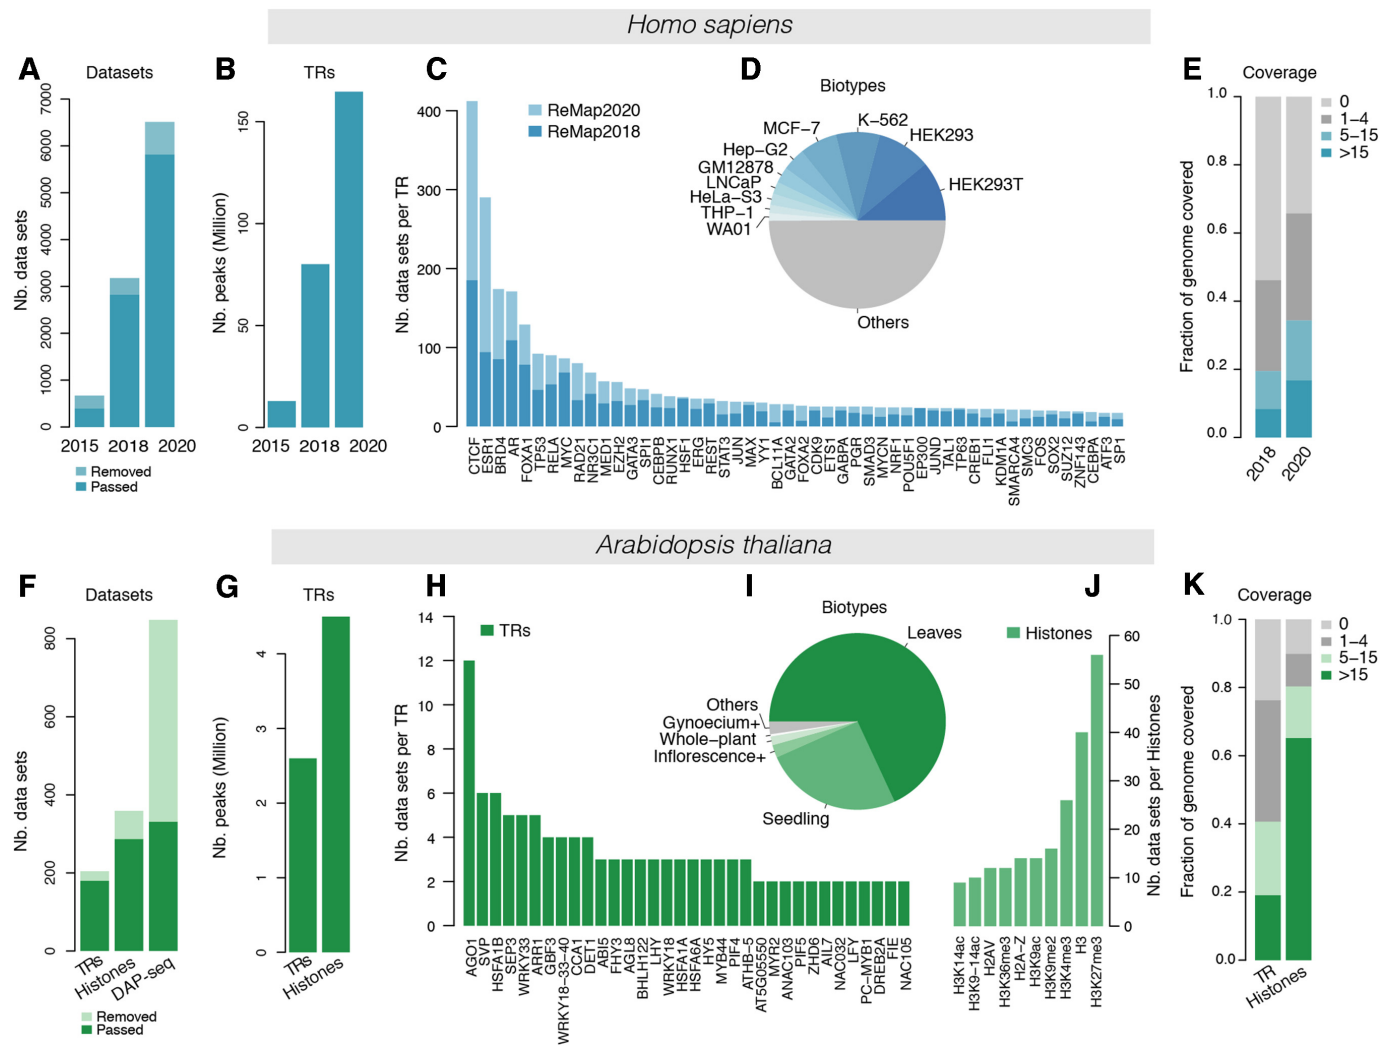 Homo sapiens
A
Datasets
Nb. data sets
0
1000
2000
3000
4000
5000
6000
7000
2015
2018
2020
Removed
Passed
B
TRs
Nb. peaks (Million)
0
50
100
150
2015
2018
2020
C
Nb. data sets per TR
0
100
200
300
400
ReMap2020
ReMap2018
CTCF
ESR1
BRD4
AR
FOXA1
TP53
RELA
MYC
RAD21
NR3C1
MED1
EZH2
GATA3
SPI1
CEBPB
RUNX1
HSF1
ERG
REST
STAT3
JUN
MAX
YY1
BCL11A
GATA2
FOXA2
CDK9
ETS1
GABPA
PGR
SMAD3
MYCN
NRF1
POU5F1
EP300
JUND
TAL1
TP63
CREB1
FLI1
KDM1A
SMARCA4
SMC3
FOS
SOX2
SUZ12
ZNF143
CEBPA
ATF3
SP1
D
Biotypes
K−562
MCF−7
HEK293
Hep−G2
GM12878
HEK293T
LNCaP
HeLa−S3
THP−1
WA01
Others
E
Coverage
Fraction of genome covered
0.0
0.2
0.4
0.6
0.8
1.0
0
1−4
5−15
>15
2018
2020
Arabidopsis thaliana
F
Datasets
Nb. data sets
0
200
400
600
800
TRs
Histones
DAP−seq
Removed
Passed
G
TRs
Nb. peaks (Million)
0
1
2
3
4
TRs
Histones
H
Nb. data sets per TR
0
2
4
6
8
10
12
14
TRs
AGO1
SVP
HSFA1B
SEP3
WRKY33
ARR1
GBF3
WRKY18−33−40
CCA1
DET1
ABI5
FHY3
AGL8
BHLH122
LHY
WRKY18
HSFA1A
HSFA6A
HY5
MYB44
PIF4
ATHB−5
AT5G05550
MYR2
ANAC103
PIF5
ZHD6
AIL7
NAC032
LFY
PC−MYB1
DREB2A
FIE
NAC105
I
Biotypes
Leaves
Others
Gynoecium+
Whole−plant
Inflorescence+
Seedling
J
Histones
Nb. data sets per Histones
0
10
20
30
40
50
60
H3K14ac
H3K9−14ac
H2AV
H3K36me3
H2A−Z
H3K9ac
H3K9me2
H3K4me3
H3
H3K27me3
K
Coverage
Fraction of genome covered
0.0
0.2
0.4
0.6
0.8
1.0
0
1−4
5−15
>15
TR
Histones